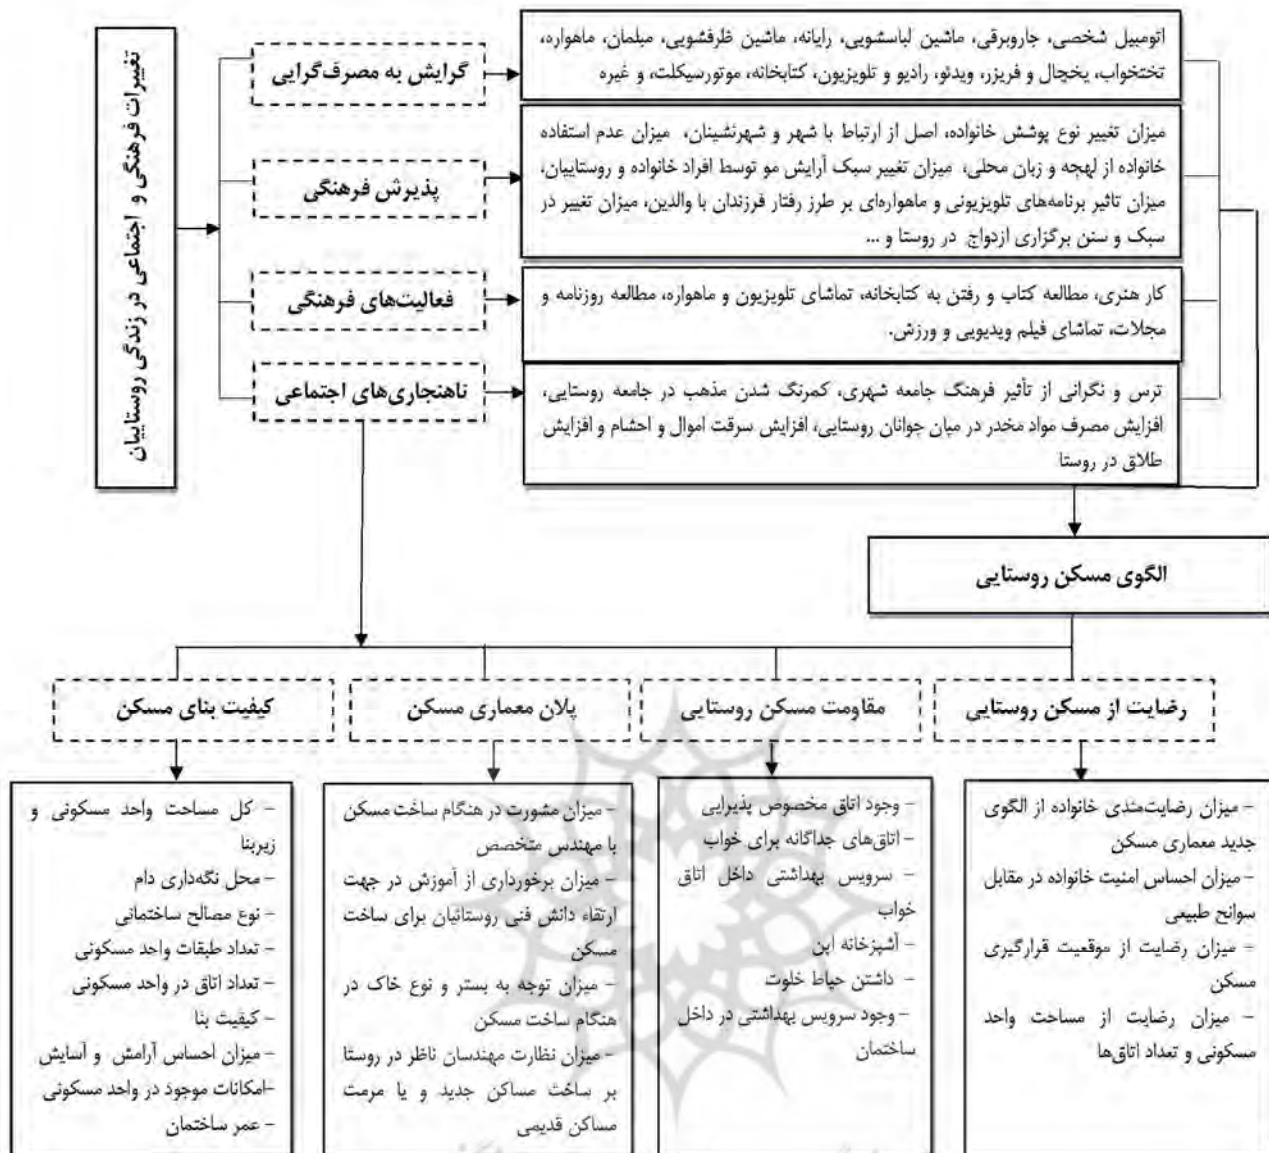 تغییرات فرهنگی و اجتماعی در زندگی روستاییان
گرایش به مصرف‌گرایی
اتومبیل شخصی، جاروبرقی، ماشین لباسشویی، رایانه، ماشین ظرفشویی، مبلمان، ماهواره،
تختخواب، یخچال و فریزر، ویدئو، رادیو و تلویزیون، کتابخانه، موتورسیکلت، و غیره
پذیرش فرهنگی
میزان تغییر نوع پوشش خانواده، اصل از ارتباط با شهر و شهرنشینان، میزان عدم استفاده
خانواده از لهجه و زبان محلی، میزان تغییر سبک آرایش مو توسط افراد خانواده و روستاییان،
میزان تاثیر برنامه‌های تلویزیونی و ماهواره‌ای بر طرز رفتار فرزندان با والدین، میزان تغییر در
سبک و سنن برگزاری ازدواج در روستا و ...
فعالیت‌های فرهنگی
کار هنری، مطالعه کتاب و رفتن به کتابخانه، تماشای تلویزیون و ماهواره، مطالعه روزنامه و
مجلات، تماشای فیلم ویدیویی و ورزش.
ناهنجاری‌های اجتماعی
ترس و نگرانی از تأثیر فرهنگ جامعه شهری، کمرنگ شدن مذهب در جامعه روستایی،
افزایش مصرف مواد مخدر در میان جوانان روستایی، افزایش سرقت اموال و احشام و افزایش
طلاق در روستا
الگوی مسکن روستایی
رضایت از مسکن روستایی
– میزان رضایت‌مندی خانواده از الگوی
جدید معماری مسکن
– میزان احساس امنیت خانواده در مقابل
سوانح طبیعی
– میزان رضایت از موقعیت قرارگیری
مسکن
– میزان رضایت از مساحت واحد
مسکونی و تعداد اتاق‌ها
مقاومت مسکن روستایی
– وجود اتاق مخصوص پذیرایی
– اتاق‌های جداگانه برای خواب
– سرویس بهداشتی داخل اتاق
خواب
– آشپزخانه اپن
– داشتن حیاط خلوت
– وجود سرویس بهداشتی در داخل
ساختمان
پلان معماری مسکن
– میزان مشورت در هنگام ساخت مسکن
با مهندس متخصص
– میزان برخورداری از آموزش در جهت
ارتقاء دانش فنی روستائیان برای ساخت
مسکن
– میزان توجه به بستر و نوع خاک در
هنگام ساخت مسکن
– میزان نظارت مهندسان ناظر در روستا
بر ساخت مساکن جدید و یا مرمت
مساکن قدیمی
کیفیت بنای مسکن
– کل مساحت واحد مسکونی و
زیربنا
– محل نگه‌داری دام
– نوع مصالح ساختمانی
– تعداد طبقات واحد مسکونی
– تعداد اتاق در واحد مسکونی
– کیفیت بنا
– میزان احساس آرامش و آسایش
-امکانات موجود در واحد مسکونی
– عمر ساختمان